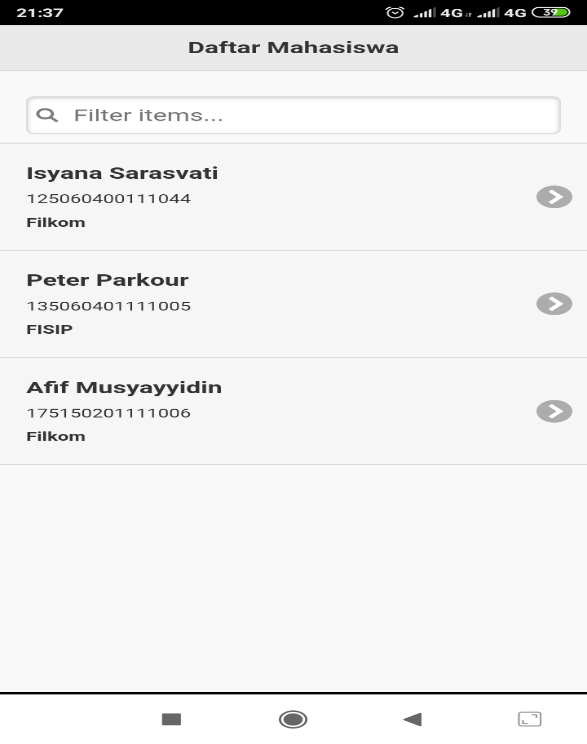 21:37 4G 4G 39
Daftar Mahasiswa
Filter items...
Isyana Sarasvati
125060400111044
Filkom
Peter Parkour
135060401111005
FISIP
Afif Musyayyidin
175150201111006
Filkom